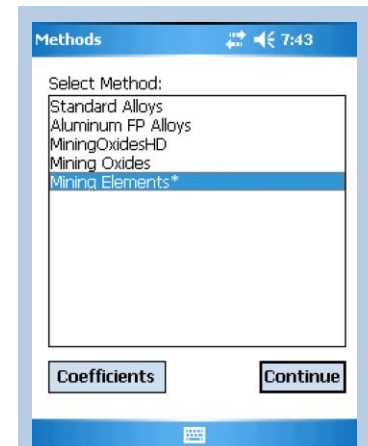 Methods 7:43
Select Method:
Standard Alloys
Aluminum FP Alloys
MiningOxidesHD
Mining Oxides
Mining Elements*
Coefficients Continue